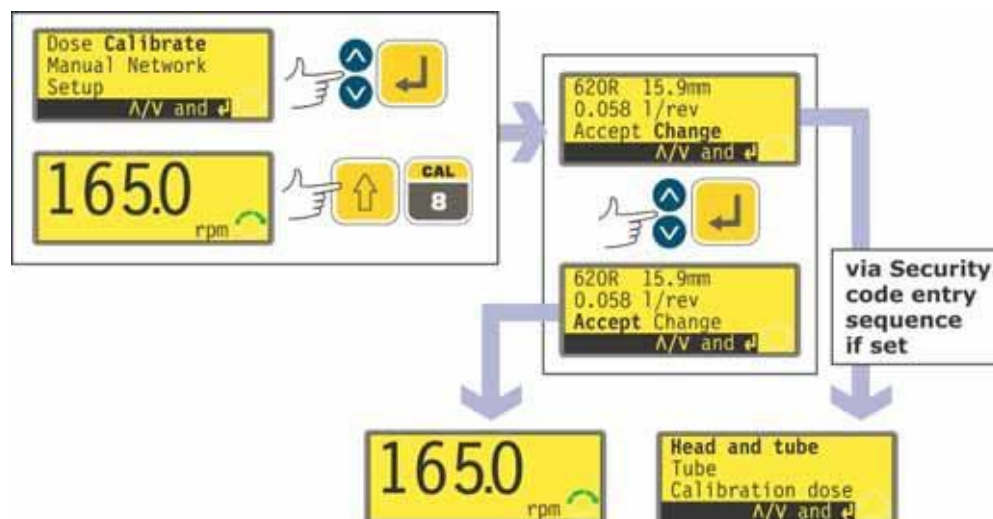 Dose Calibrate
Manual Network
Setup
Λ/V and ↲
165.0
rpm
CAL
8
620R 15.9mm
0.058 l/rev
Accept Change
Λ/V and ↲
620R 15.9mm
0.058 l/rev
Accept Change
Λ/V and ↲
via Security
code entry
sequence
if set
165.0
rpm
Head and tube
Tube
Calibration dose
Λ/V and ↲